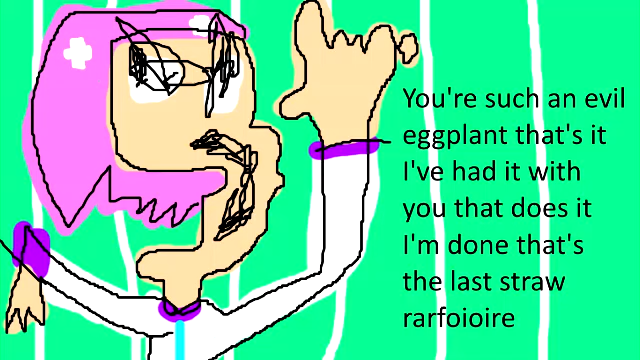 You're such an evil
eggplant that's it
I've had it with
you that does it
I'm done that's
the last straw
rarfoioire